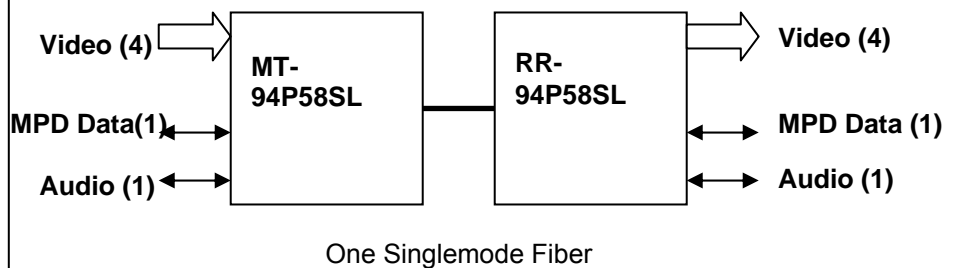 Video (4)
MPD Data(1)
Audio (1)
MT-
94P58SL
RR-
94P58SL
Video (4)
MPD Data (1)
Audio (1)
One Singlemode Fiber